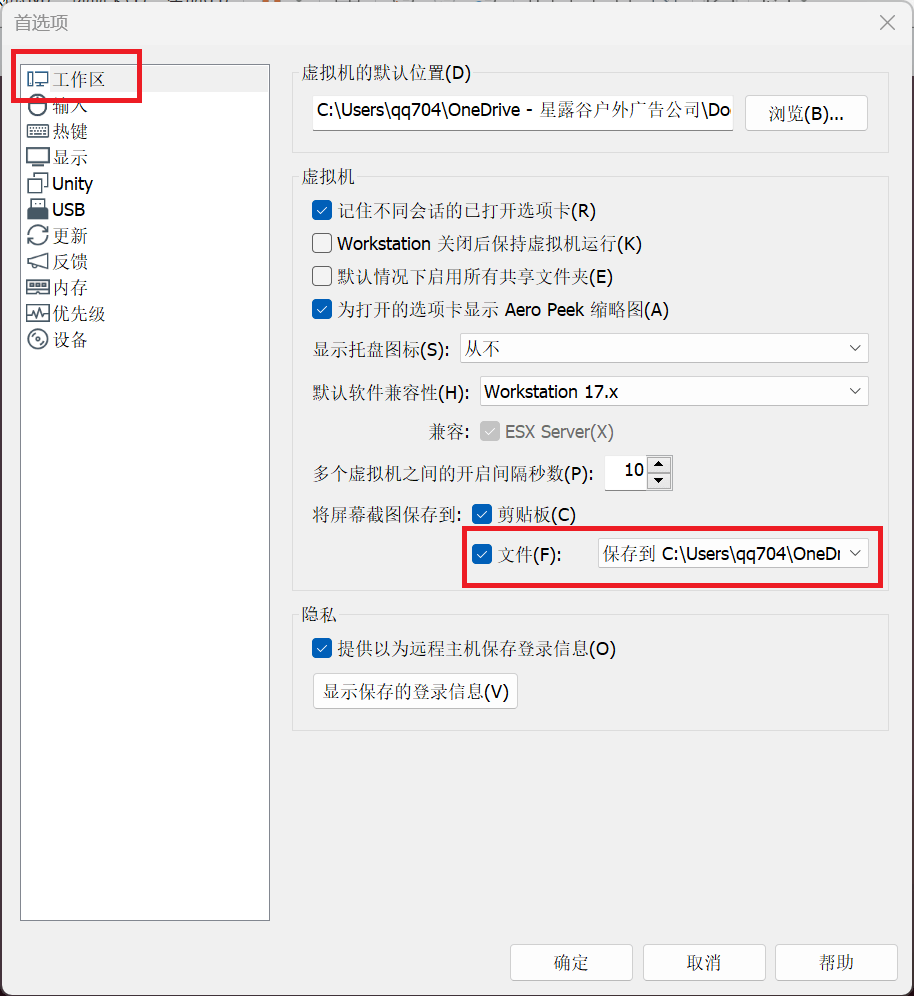 首选项
工作区
输入
热键
显示
Unity
USB
更新
反馈
内存
优先级
设备
虚拟机的默认位置(D)
C:\Users\qq704\OneDrive - 星露谷户外广告公司\Do
浏览(B)...
虚拟机
记住不同会话的已打开选项卡(R)
Workstation 关闭后保持虚拟机运行(K)
默认情况下启用所有共享文件夹(E)
为打开的选项卡显示 Aero Peek 缩略图(A)
显示托盘图标(S): 从不
默认软件兼容性(H): Workstation 17.x
兼容: ESX Server(X)
多个虚拟机之间的开启间隔秒数(P): 10
将屏幕截图保存到: 剪贴板(C)
文件(F): 保存到 C:\Users\qq704\OneDr
隐私
提供以为远程主机保存登录信息(O)
显示保存的登录信息(V)
确定 取消 帮助